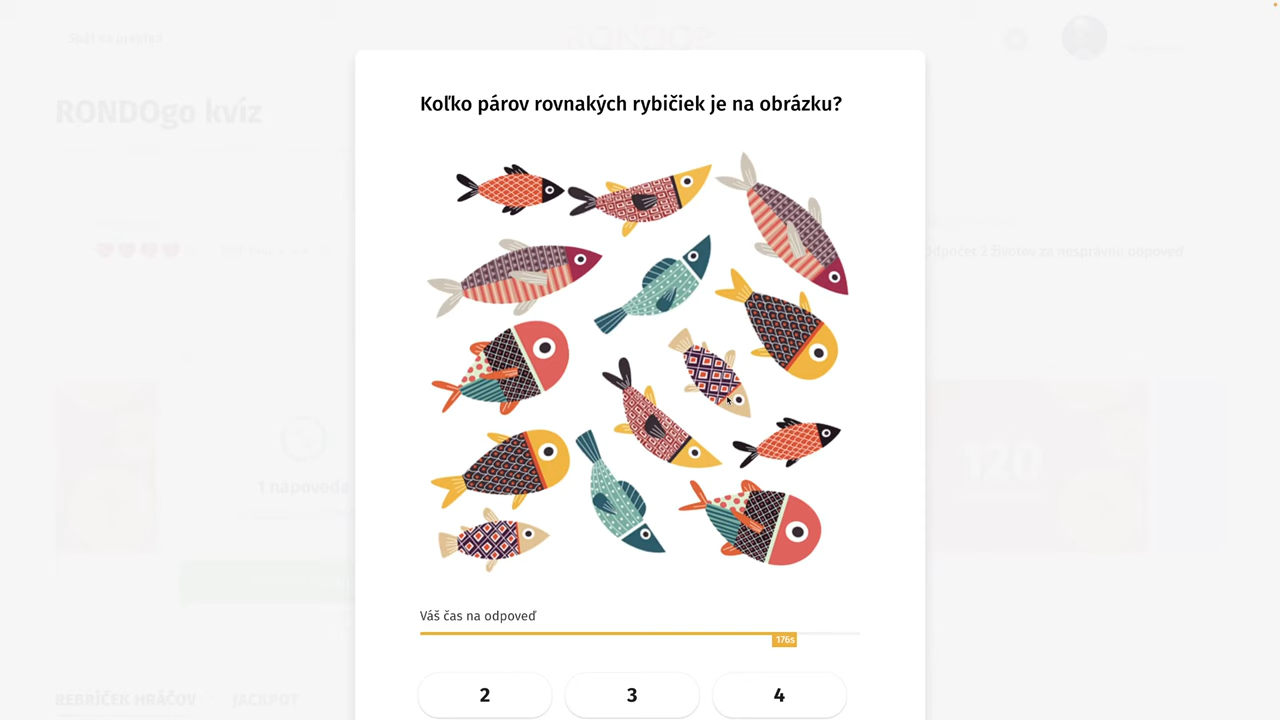 Späť na preklep
RONDOgo kvíz
Koľko párov rovnakých rybičiek je na obrázku?
Odpočet 2 životov za nesprávnu odpoveď
1 nápoveda
120
Váš čas na odpoveď
176s
2
3
4
REBRÍČEK HRÁČOV
JACKPOT